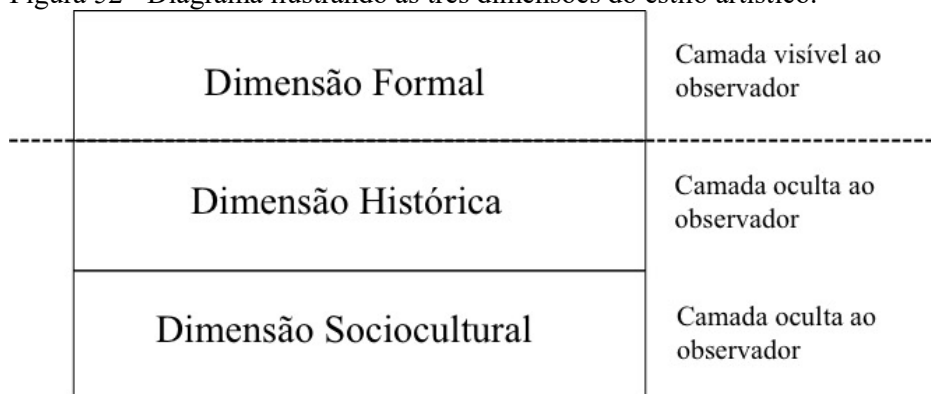 Figura 52 - Diagrama ilustrando as três dimensões do estilo artístico.
Dimensão Formal
Camada visível ao
observador
Dimensão Histórica
Camada oculta ao
observador
Dimensão Sociocultural
Camada oculta ao
observador